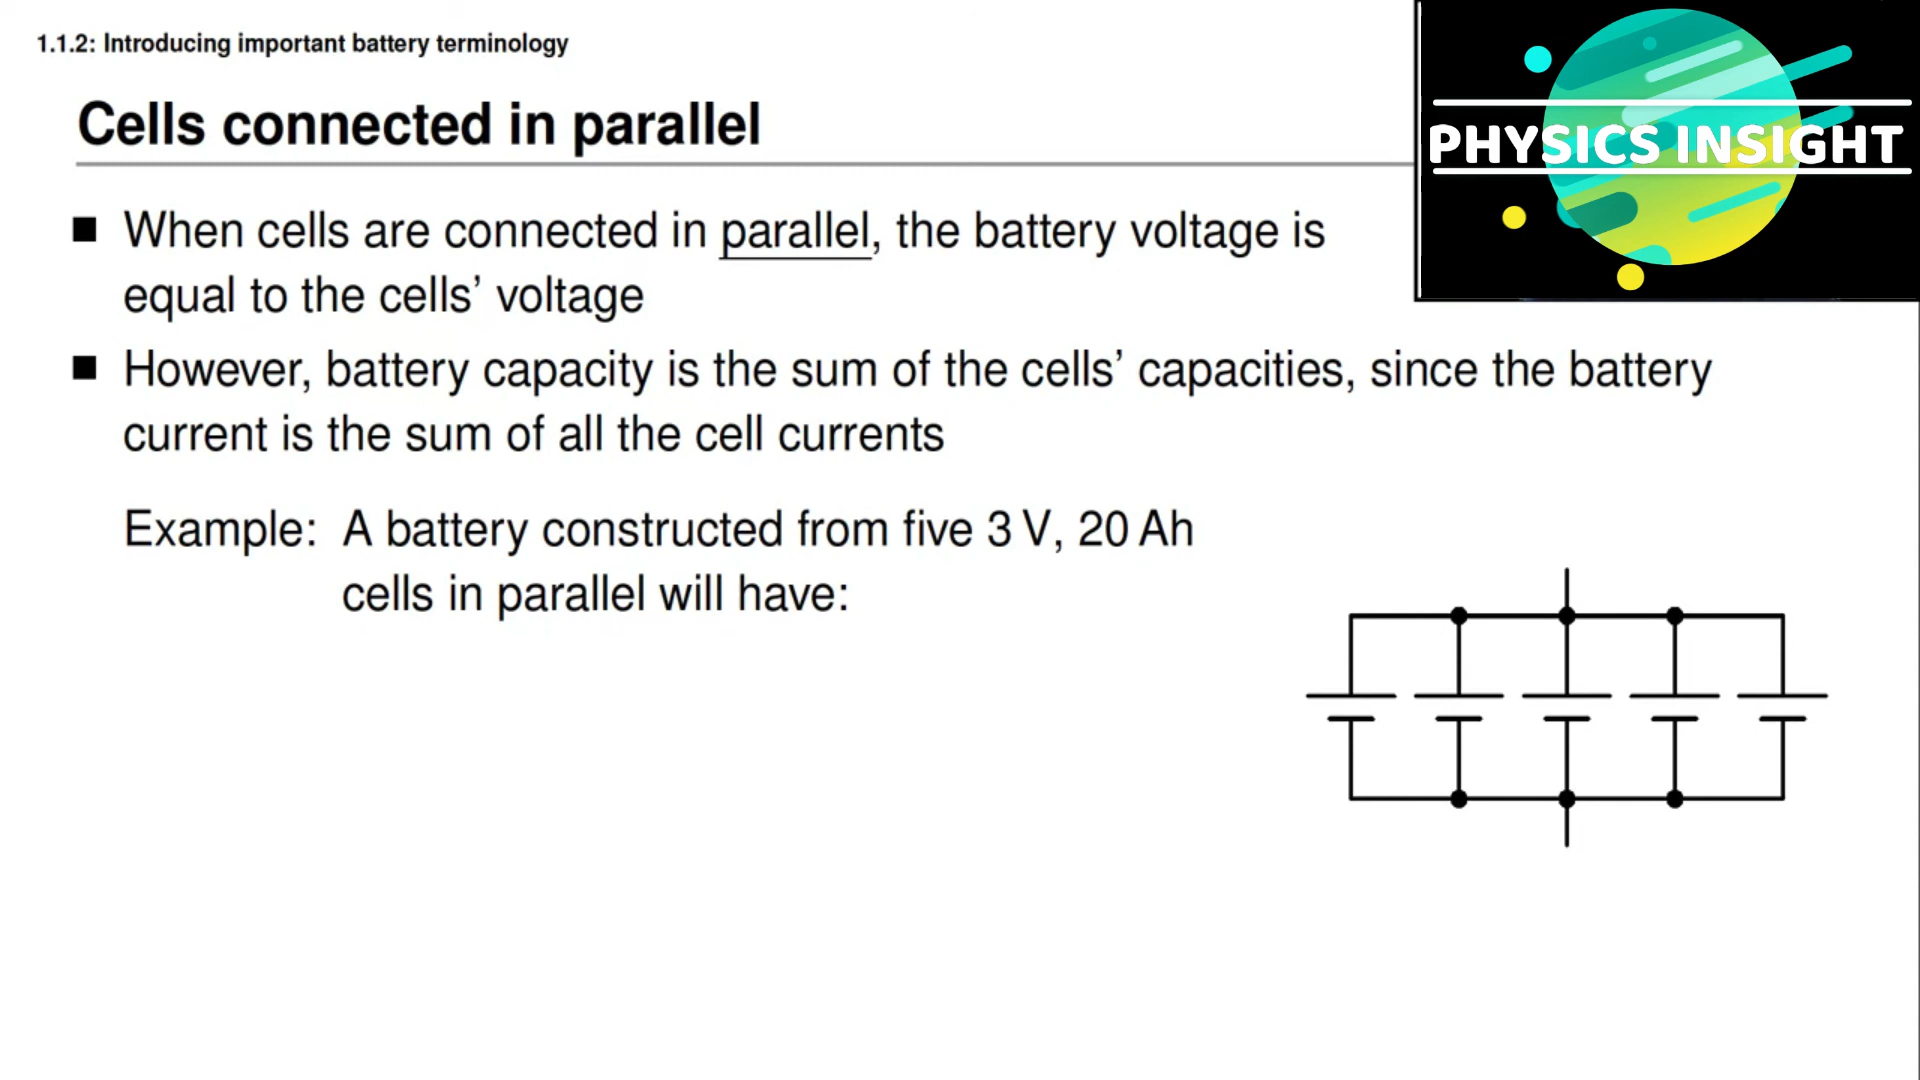 1.1.2: Introducing important battery terminology
PHYSICS INSIGHT
Cells connected in parallel
■ When cells are connected in parallel, the battery voltage is
equal to the cells’ voltage
■ However, battery capacity is the sum of the cells’ capacities, since the battery
current is the sum of all the cell currents
Example: A battery constructed from five 3 V, 20 Ah
cells in parallel will have: